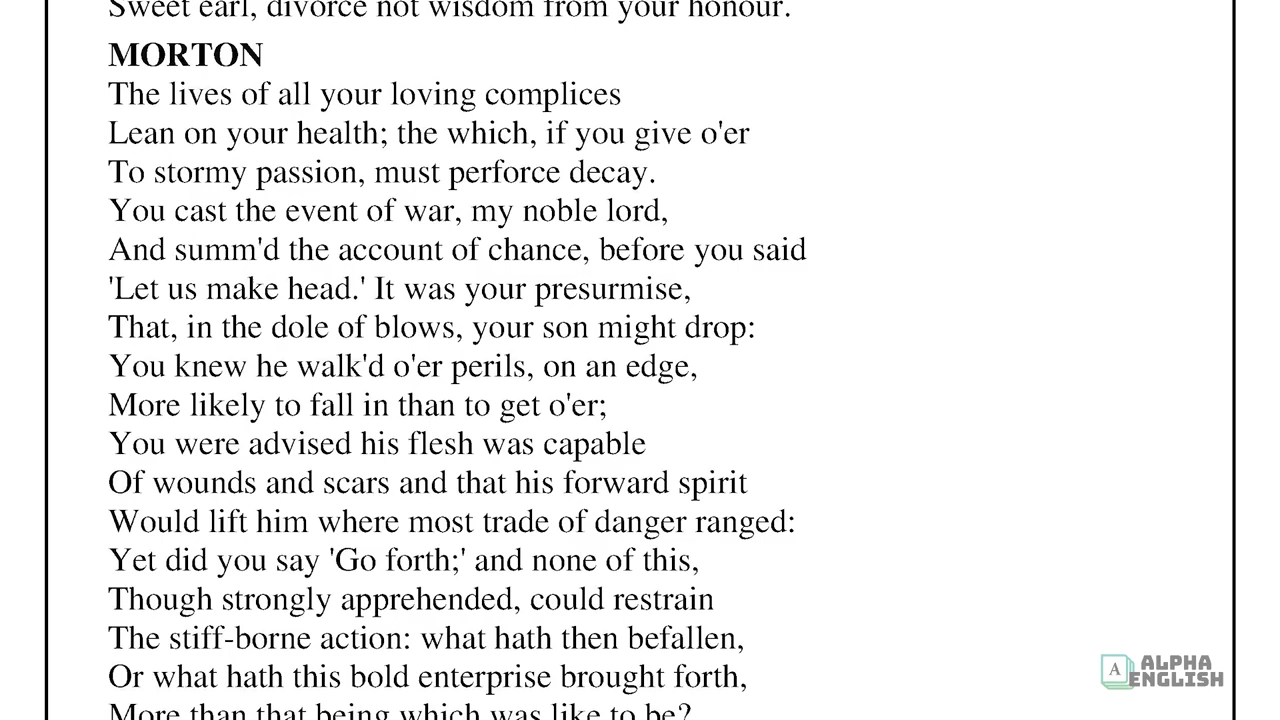 Sweet earl, divorce not wisdom from your honour.
MORTON
The lives of all your loving complices
Lean on your health; the which, if you give o'er
To stormy passion, must perforce decay.
You cast the event of war, my noble lord,
And summ'd the account of chance, before you said
'Let us make head.' It was your presurmise,
That, in the dole of blows, your son might drop:
You knew he walk'd o'er perils, on an edge,
More likely to fall in than to get o'er;
You were advised his flesh was capable
Of wounds and scars and that his forward spirit
Would lift him where most trade of danger ranged:
Yet did you say 'Go forth;' and none of this,
Though strongly apprehended, could restrain
The stiff-borne action: what hath then befallen,
Or what hath this bold enterprise brought forth,
More than that being which was like to be?
A ALPHA
ENGLISH